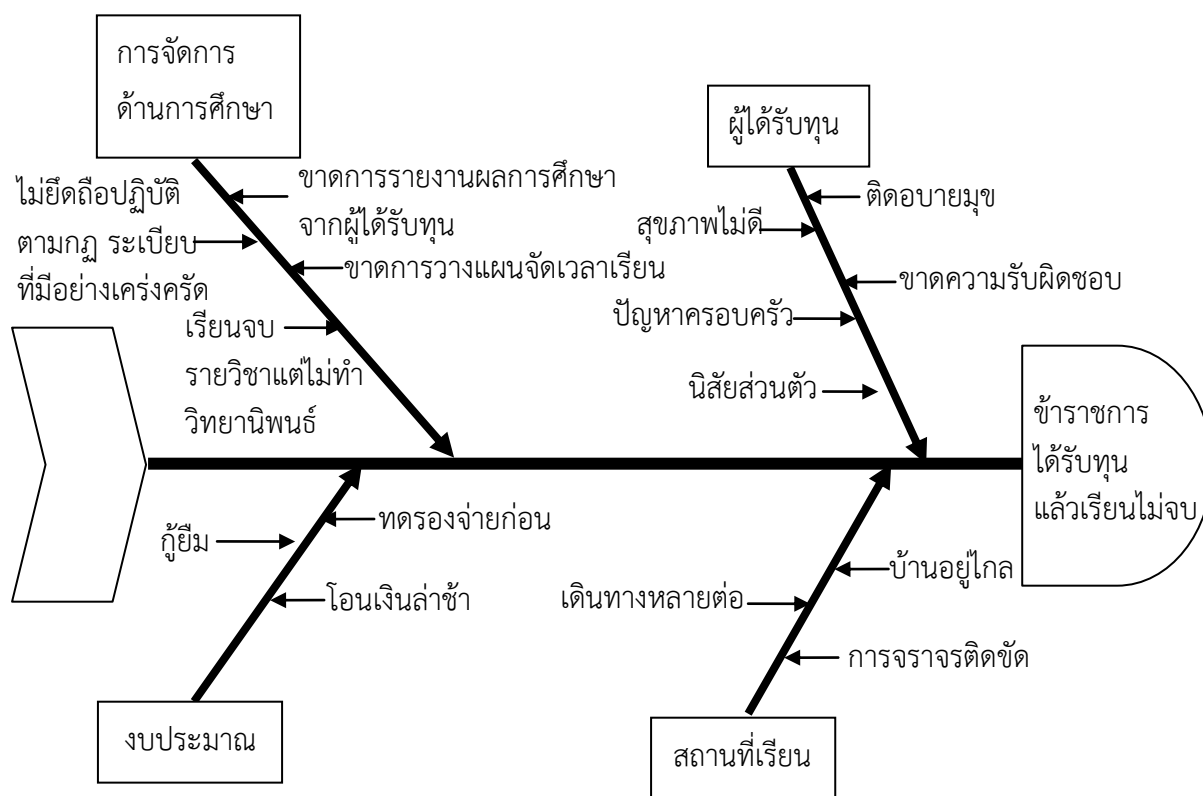 การจัดการ
ด้านการศึกษา
ผู้ได้รับทุน
ขาดการรายงานผลการศึกษา
จากผู้ได้รับทุน
ไม่ยึดถือปฏิบัติ
ตามกฏ ระเบียบ
ที่มีอย่างเคร่งครัด
ขาดการวางแผนจัดเวลาเรียน
เรียนจบ
รายวิชาแต่ไม่ทำ
วิทยานิพนธ์
ติดอบายมุข
สุขภาพไม่ดี
ขาดความรับผิดชอบ
ปัญหาครอบครัว
นิสัยส่วนตัว
ข้าราชการ
ได้รับทุน
แล้วเรียนไม่จบ
ทดรองจ่ายก่อน
กู้ยืม
โอนเงินล่าช้า
งบประมาณ
บ้านอยู่ไกล
เดินทางหลายต่อ
การจราจรติดขัด
สถานที่เรียน